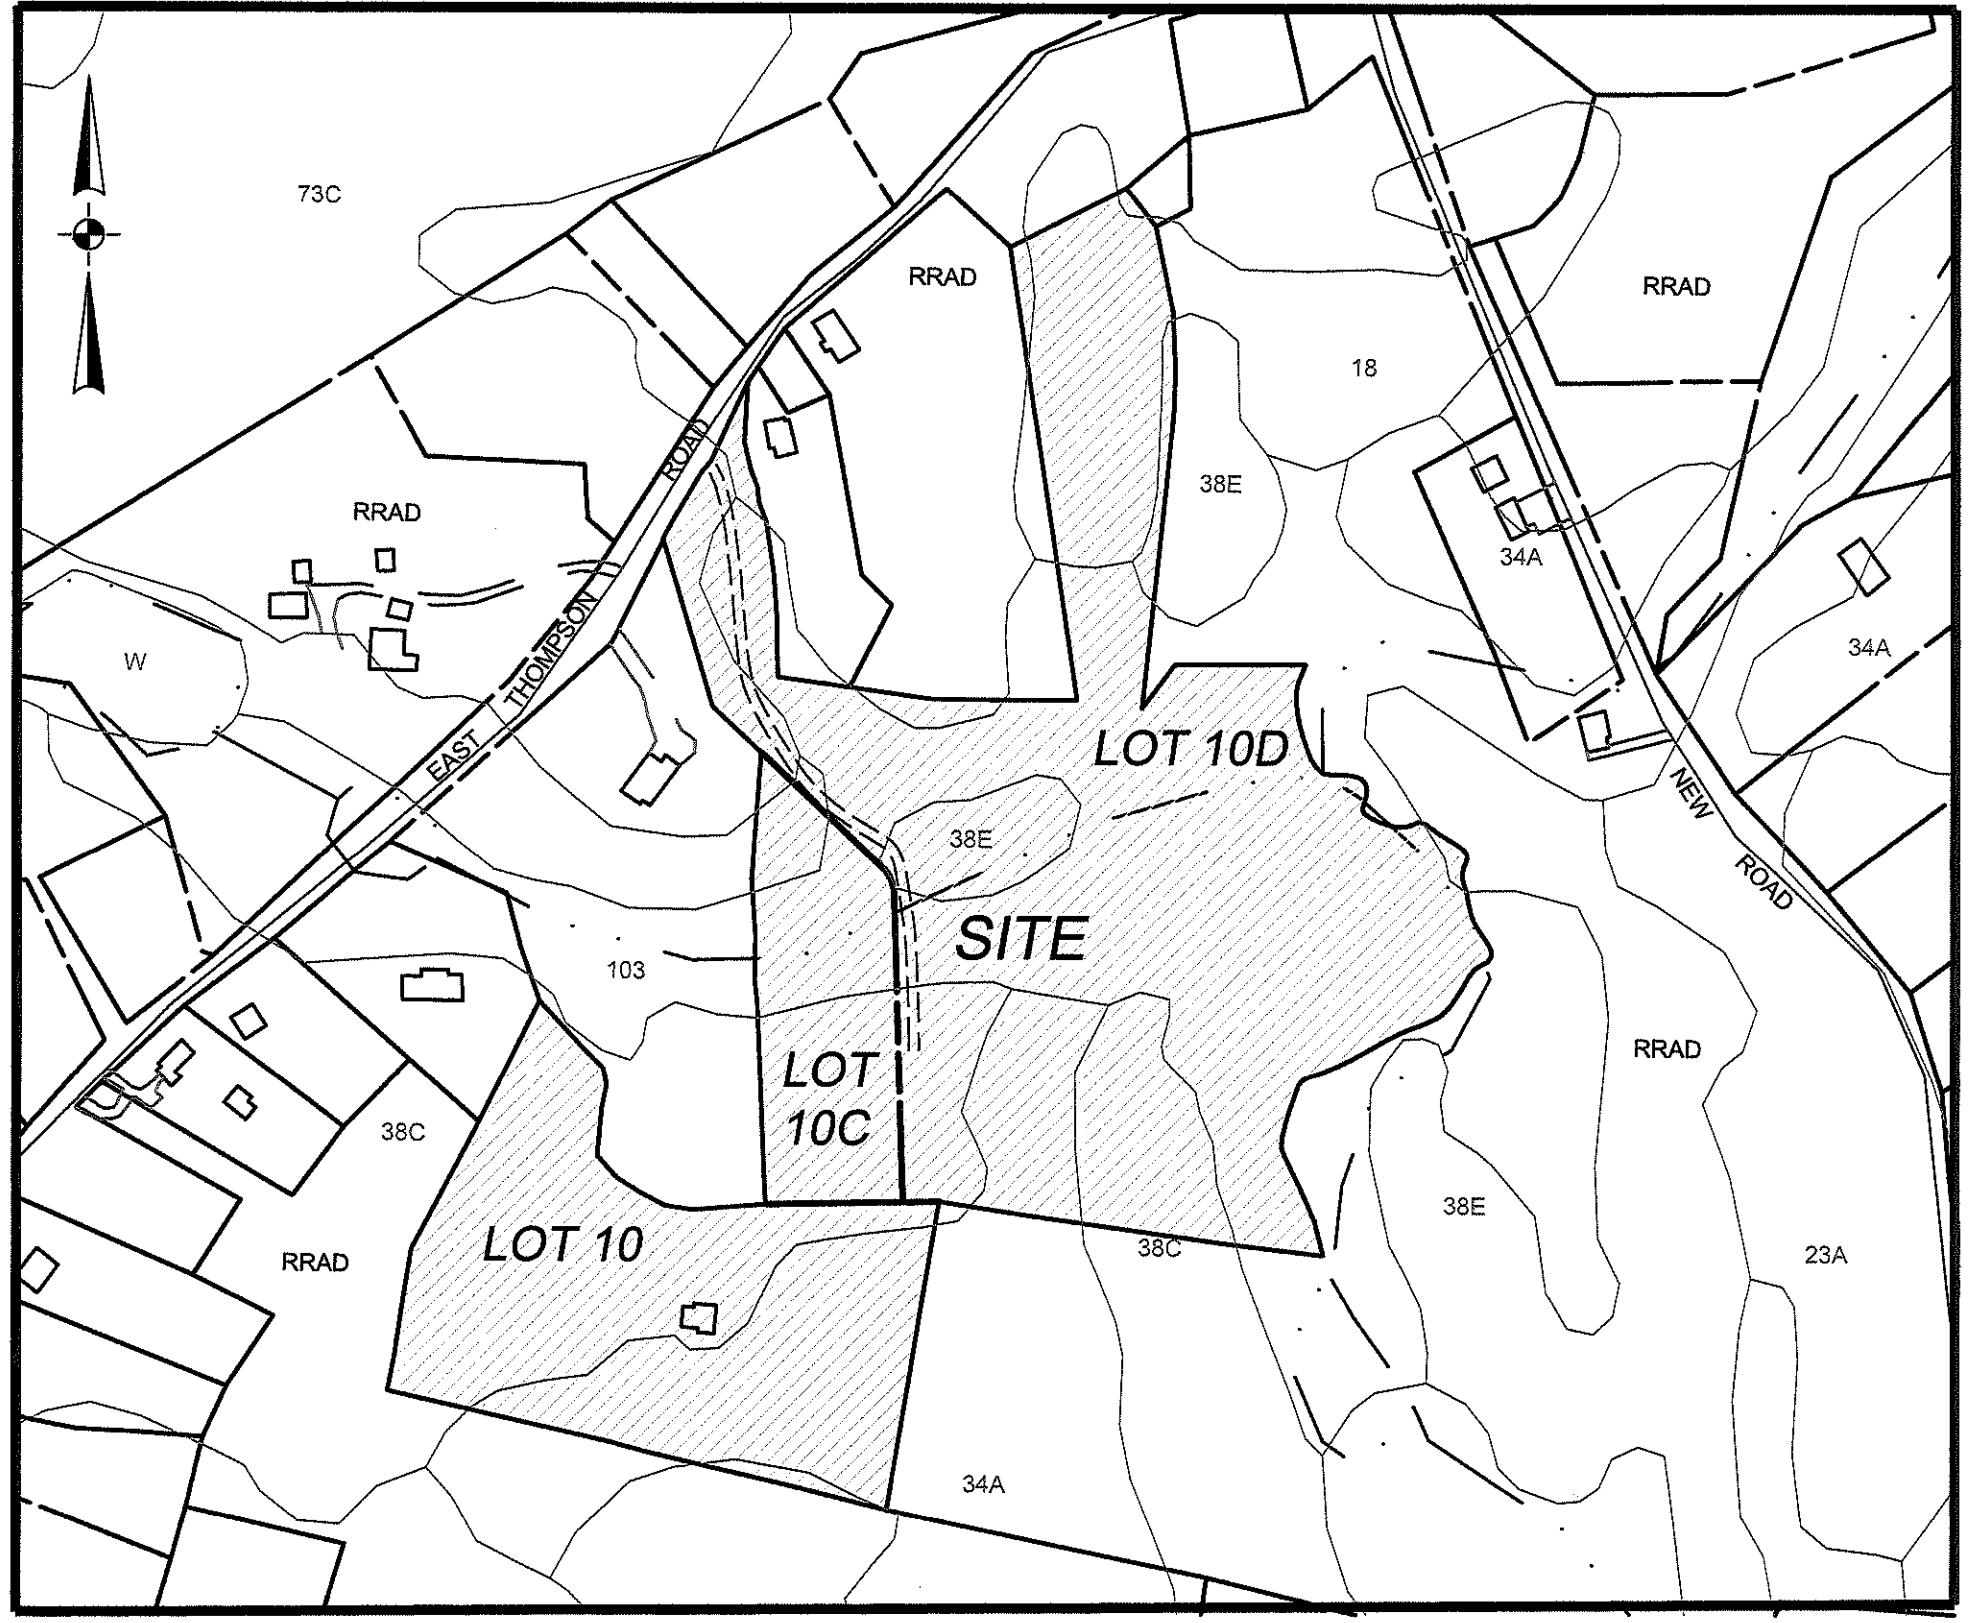 73C
RRAD
RRAD
18
38E
ROAD
RRAD
34A
THOMPSON
W
34A
EAST
LOT 10D
NEW
38E
ROAD
SITE
103
RRAD
LOT
10C
38C
38E
LOT 10
38C
23A
RRAD
34A